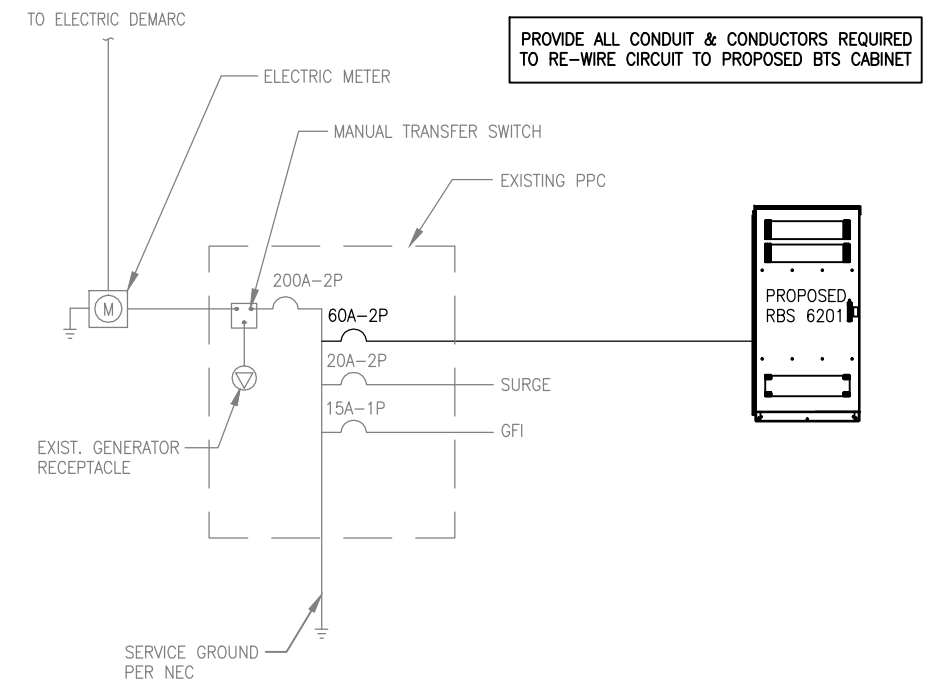 TO ELECTRIC DEMARC
PROVIDE ALL CONDUIT & CONDUCTORS REQUIRED
TO RE-WIRE CIRCUIT TO PROPOSED BTS CABINET
ELECTRIC METER
MANUAL TRANSFER SWITCH
EXISTING PPC
200A-2P
M
PROPOSED
RBS 6201
60A-2P
20A-2P
SURGE
15A-1P
GFI
EXIST. GENERATOR
RECEPTACLE
SERVICE GROUND
PER NEC